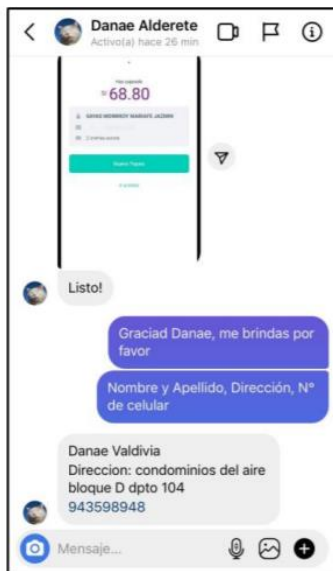 Danae Alderete
Activo(a) hace 26 min
S/ 68.80
Listo!
Graciad Danae, me brindas por
favor
Nombre y Apellido, Dirección, N°
de celular
Danae Valdivia
Direccion: condominios del aire
bloque D dpto 104
943598948
Mensaje...